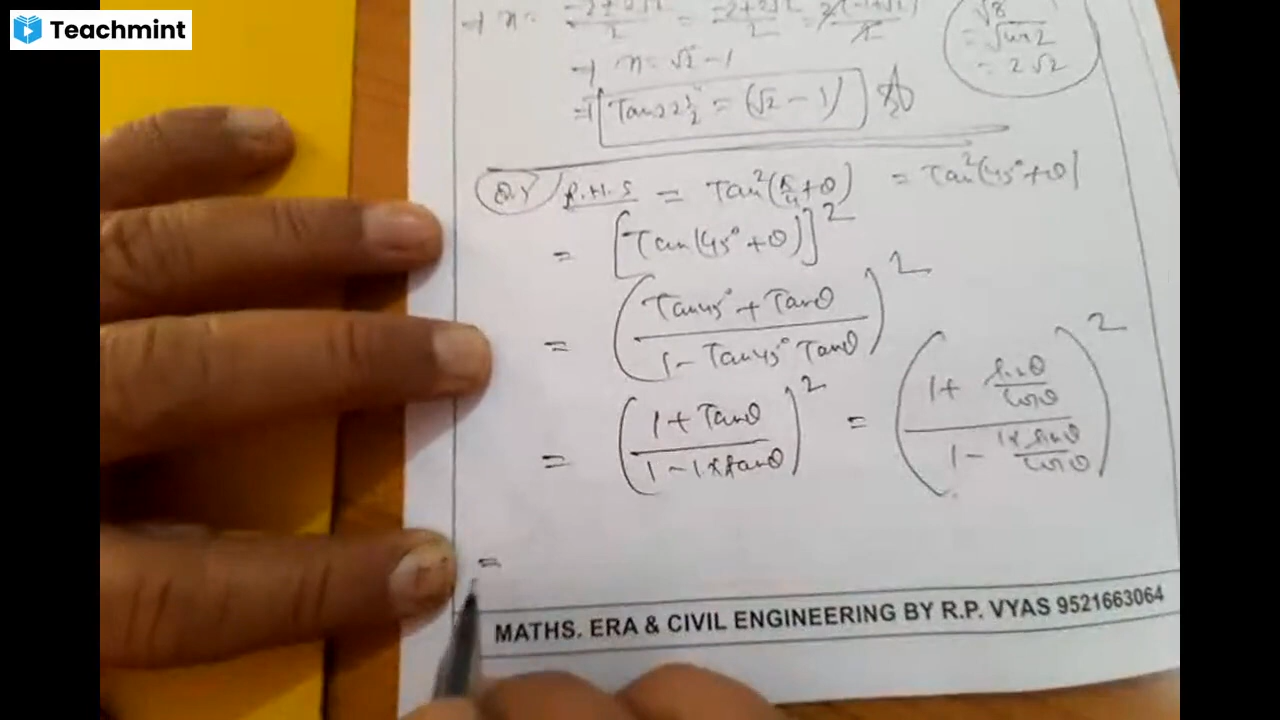 Teachmint
√8
= √4×2
= 2√2
→ x = √2 - 1
Tan22½° = (√2 - 1)
R.H.S = Tan²(π/4 + θ) = Tan²(45° + θ)
= [Tan(45° + θ)]²
= ((Tan45° + Tanθ)/(1 - Tan45° Tanθ))²
= ((1 + Tanθ)/(1 - 1×tanθ))² = ((1 + sinθ/cosθ)/(1 - 1×sinθ/cosθ))²
=
MATHS. ERA & CIVIL ENGINEERING BY R.P. VYAS 9521663064